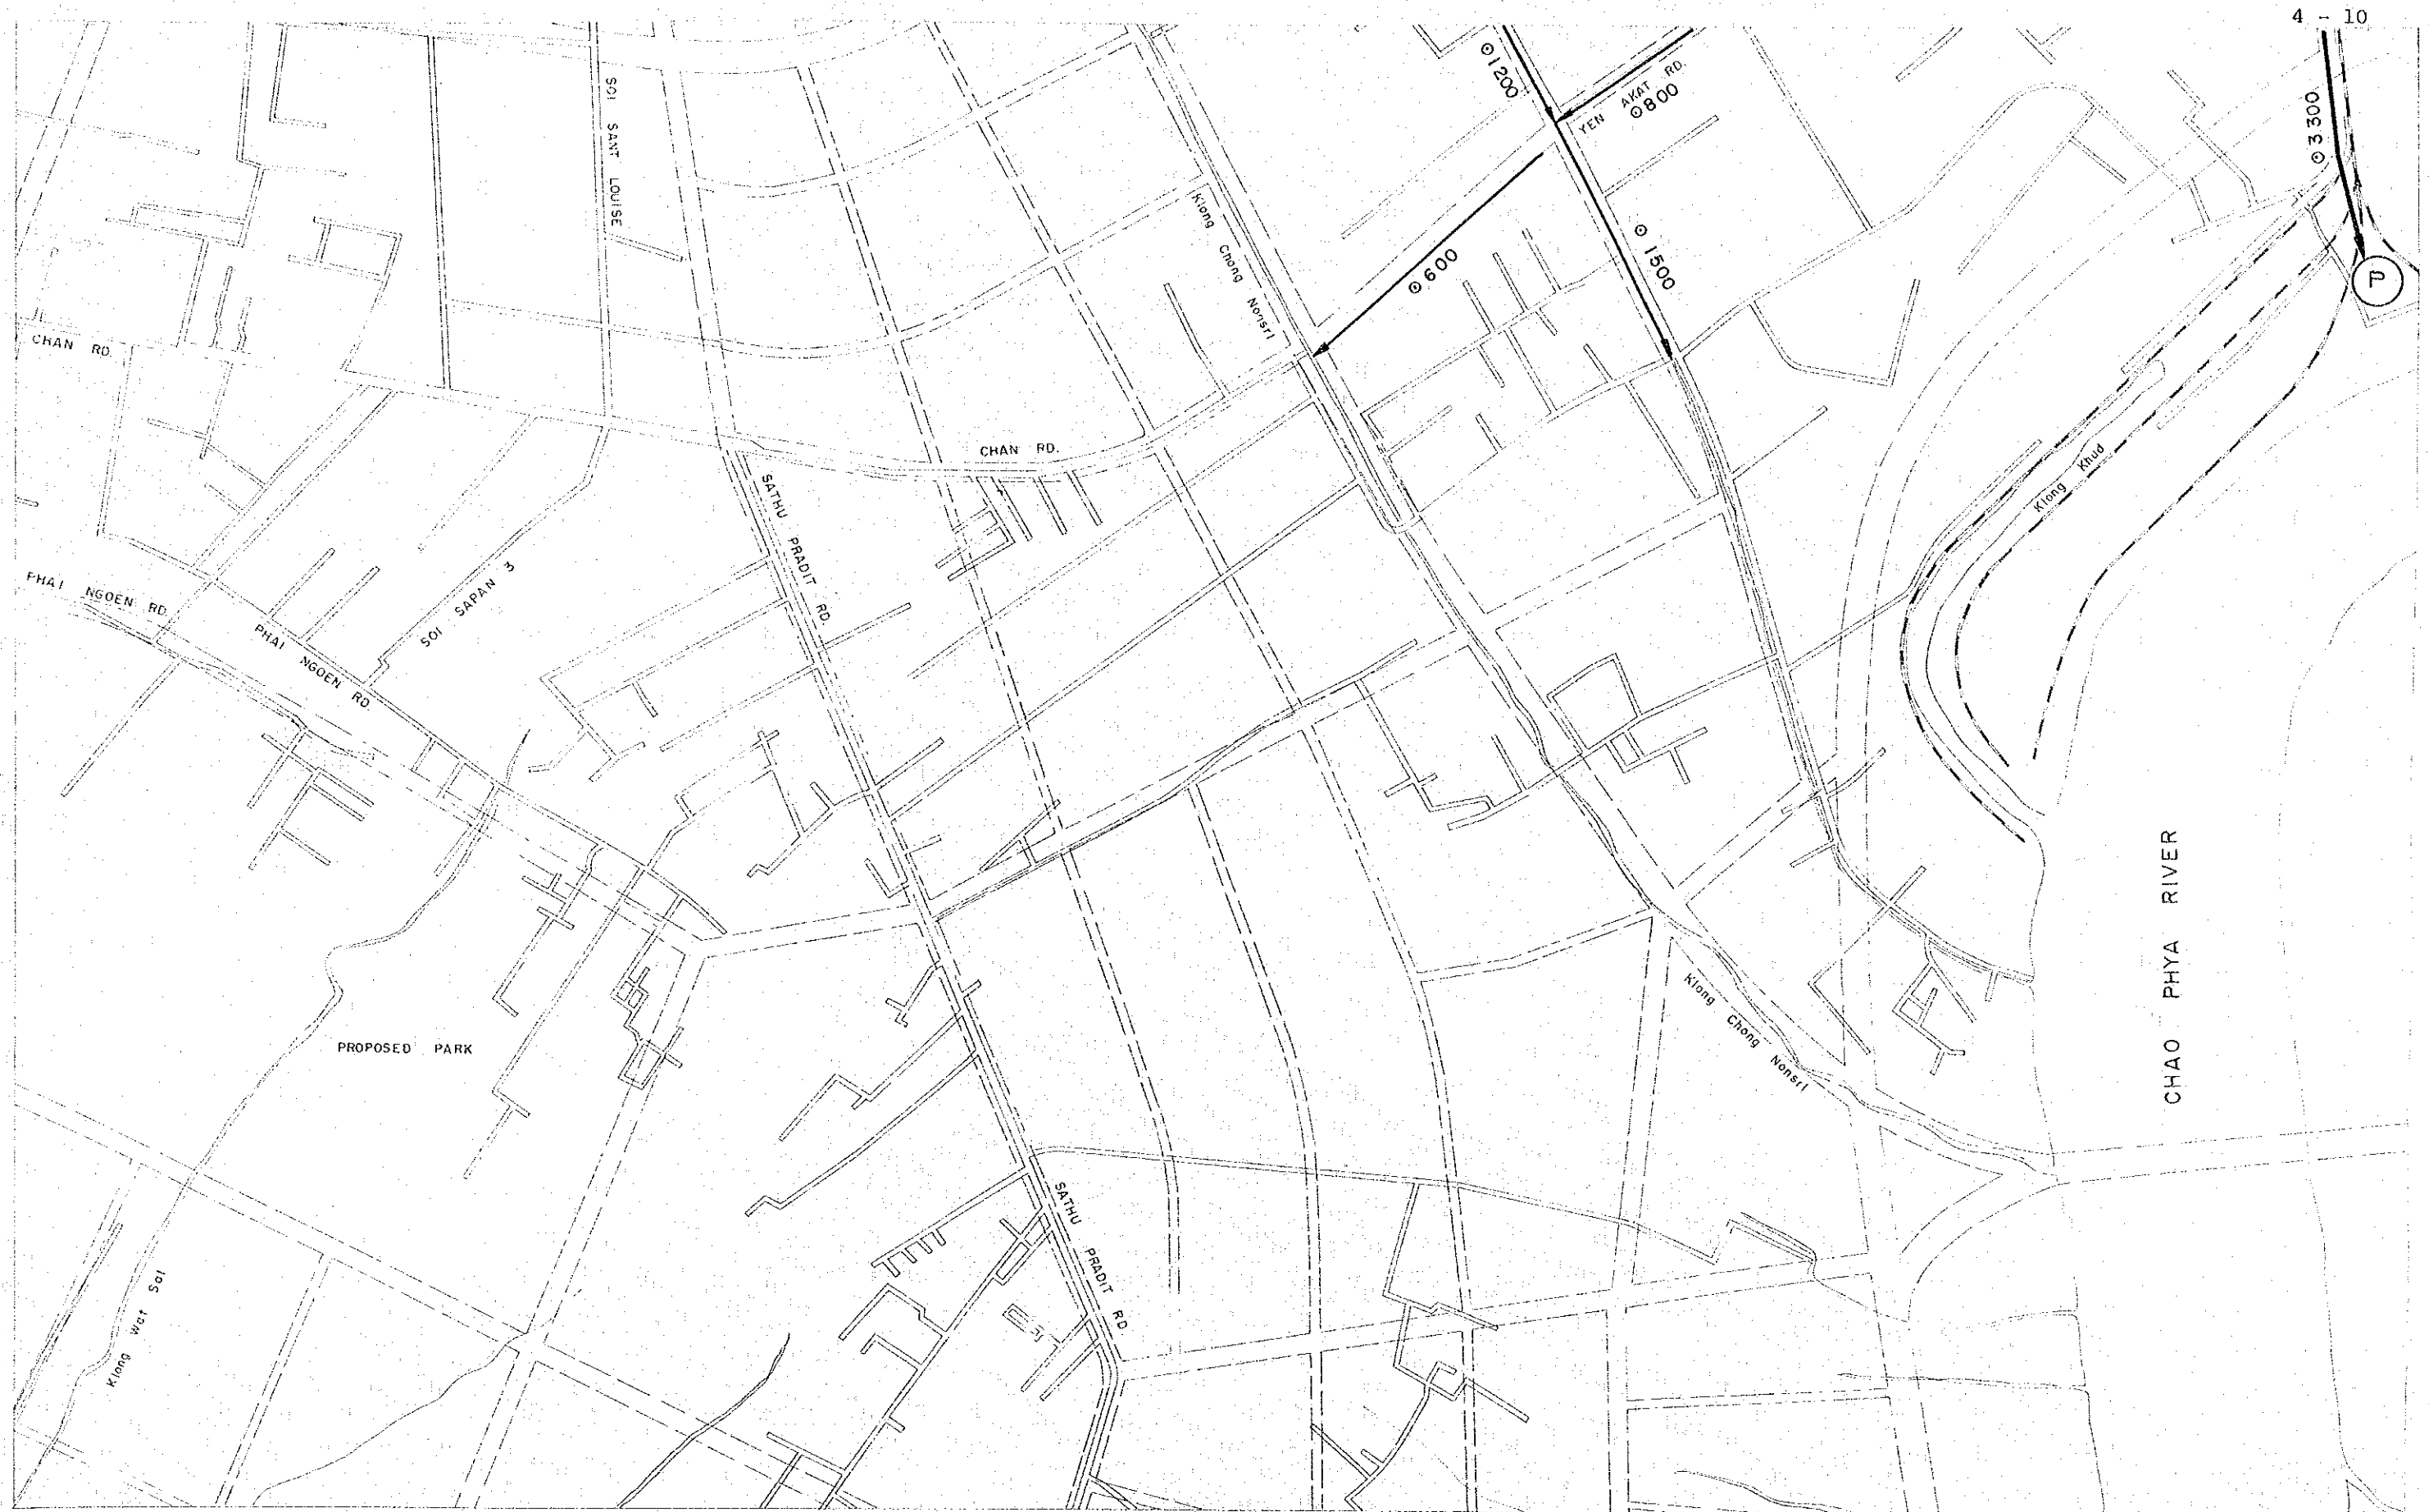 4 - 10
⊙1200
YEN AKAT RD.
⊙800
⊙3300
P
SOI SANT LOUISE
Klong Chong Nonsri
⊙600
⊙ 1500
CHAN RD.
CHAN RD.
SATHU PRADIT RD.
Klong Khud
PHAI NGOEN RD.
PHAI NGOEN RD.
SOI SAPAN 3
CHAO PHYA RIVER
Klong Chong Nonsri
PROPOSED PARK
SATHU PRADIT RD.
Klong Wat Sai